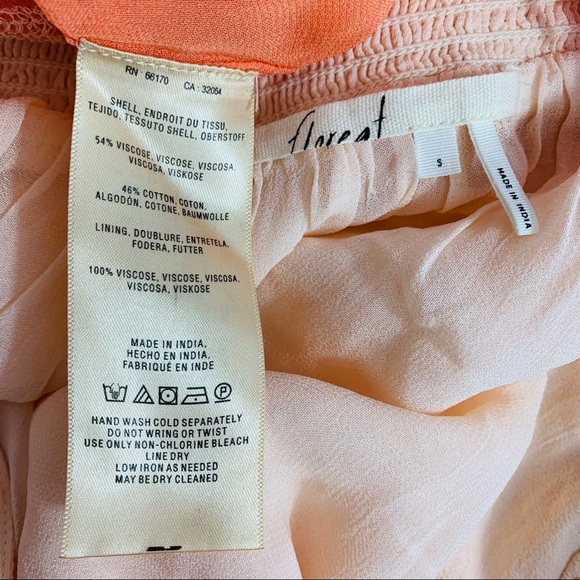 RN : 66170 CA : 32054
SHELL, ENDROIT DU TISSU,
TEJIDO, TESSUTO SHELL, OBERSTOFF
54% VISCOSE, VISCOSE, VISCOSA,
VISCOSA, VISKOSE
46% COTTON, COTON,
ALGODÓN, COTONE, BAUMWOLLE
LINING, DOUBLURE, ENTRETELA,
FODERA, FUTTER
100% VISCOSE, VISCOSE, VISCOSA,
VISCOSA, VISKOSE
MADE IN INDIA,
HECHO EN INDIA,
FABRIQUÉ EN INDE
HAND WASH COLD SEPARATELY
DO NOT WRING OR TWIST
USE ONLY NON-CHLORINE BLEACH
LINE DRY
LOW IRON AS NEEDED
MAY BE DRY CLEANED
floreat
S
MADE IN INDIA